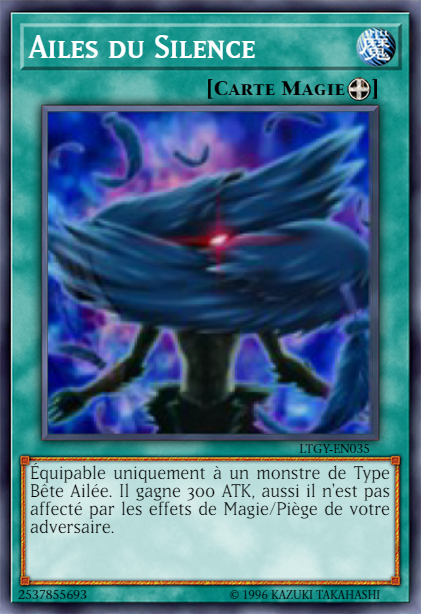 Ailes du Silence
魔
[Carte Magie]
LTGY-EN035
Équipable uniquement à un monstre de Type
Bête Ailée. Il gagne 300 ATK, aussi il n'est pas
affecté par les effets de Magie/Piège de votre
adversaire.
2537855693
© 1996 KAZUKI TAKAHASHI